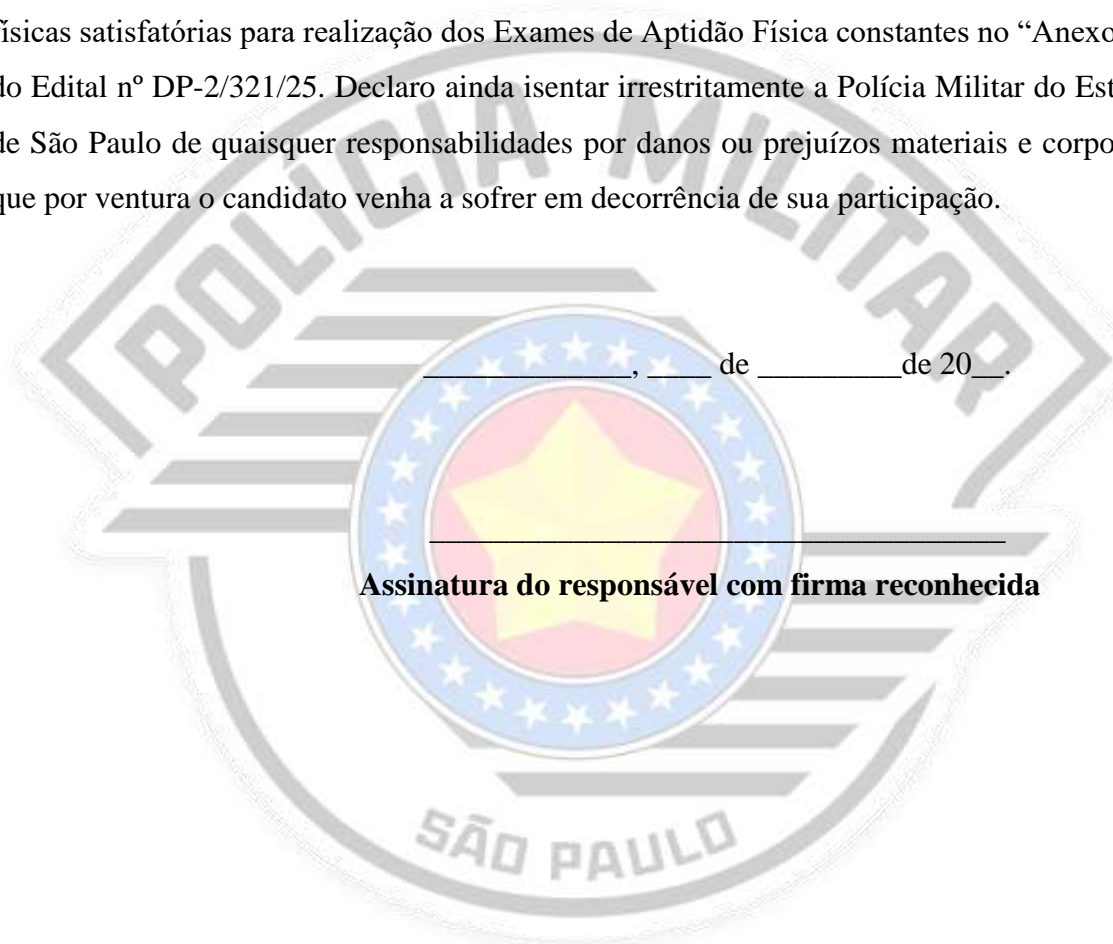 físicas satisfatórias para realização dos Exames de Aptidão Física constantes no “Anexo
do Edital nº DP-2/321/25. Declaro ainda isentar irrestritamente a Polícia Militar do Est
de São Paulo de quaisquer responsabilidades por danos ou prejuízos materiais e corpo
que por ventura o candidato venha a sofrer em decorrência de sua participação.
POLÍCIA MILITAR
_____________, ____ de _________de 20__.
____________________________________
Assinatura do responsável com firma reconhecida
SÃO PAULO